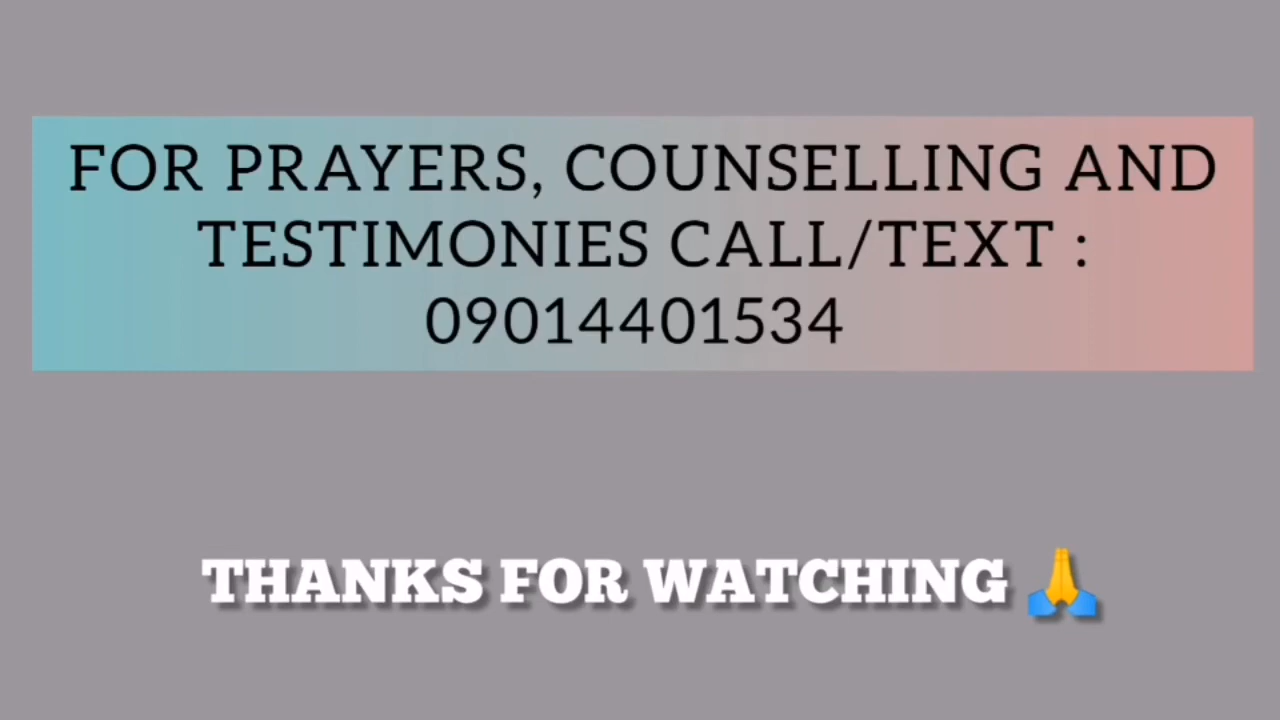 FOR PRAYERS, COUNSELLING AND
TESTIMONIES CALL/TEXT :
09014401534
THANKS FOR WATCHING 🙏